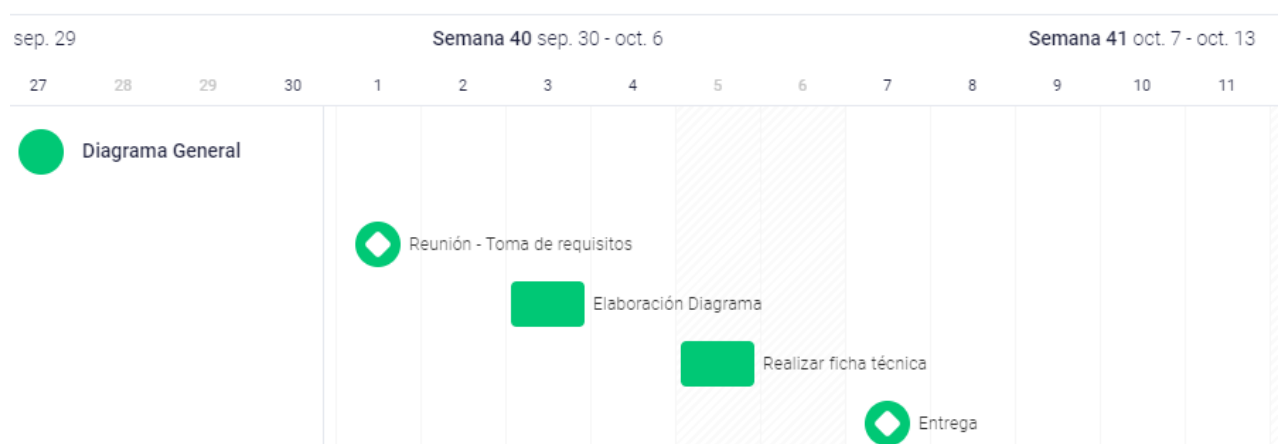 sep. 29 Semana 40 sep. 30 - oct. 6 Semana 41 oct. 7 - oct. 13
27 28 29 30 1 2 3 4 5 6 7 8 9 10 11
Diagrama General
Reunión - Toma de requisitos
Elaboración Diagrama
Realizar ficha técnica
Entrega